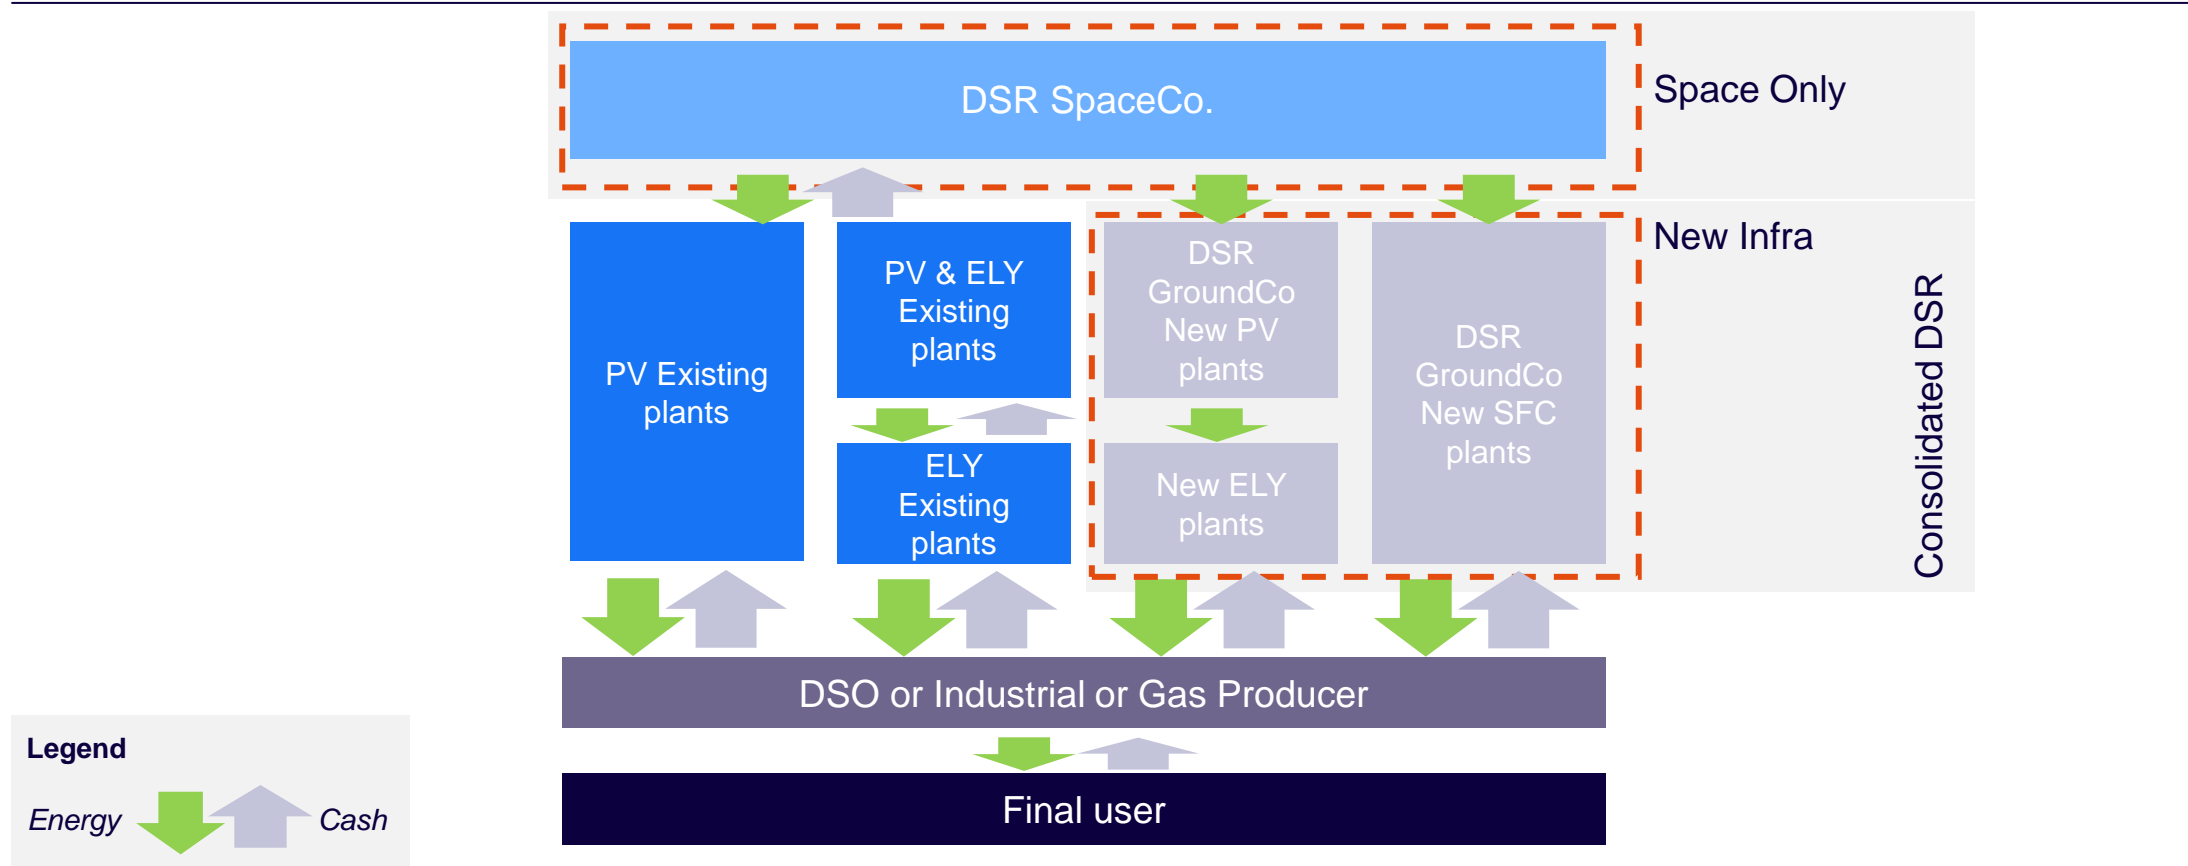 DSR SpaceCo.
Space Only
New Infra
Consolidated DSR
PV Existing
plants
PV & ELY
Existing
plants
ELY
Existing
plants
DSR
GroundCo
New PV
plants
New ELY
plants
DSR
GroundCo
New SFC
plants
DSO or Industrial or Gas Producer
Final user
Legend
Energy
Cash